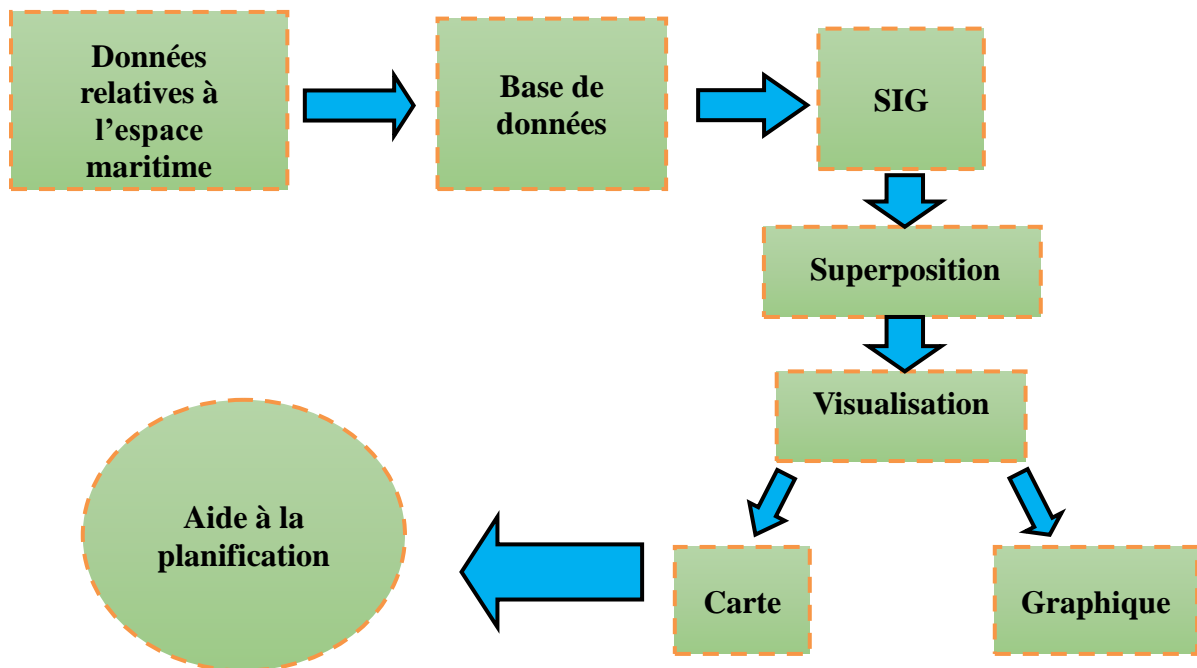 Données
relatives à
l’espace
maritime
Base de
données
SIG
Superposition
Visualisation
Aide à la
planification
Carte
Graphique